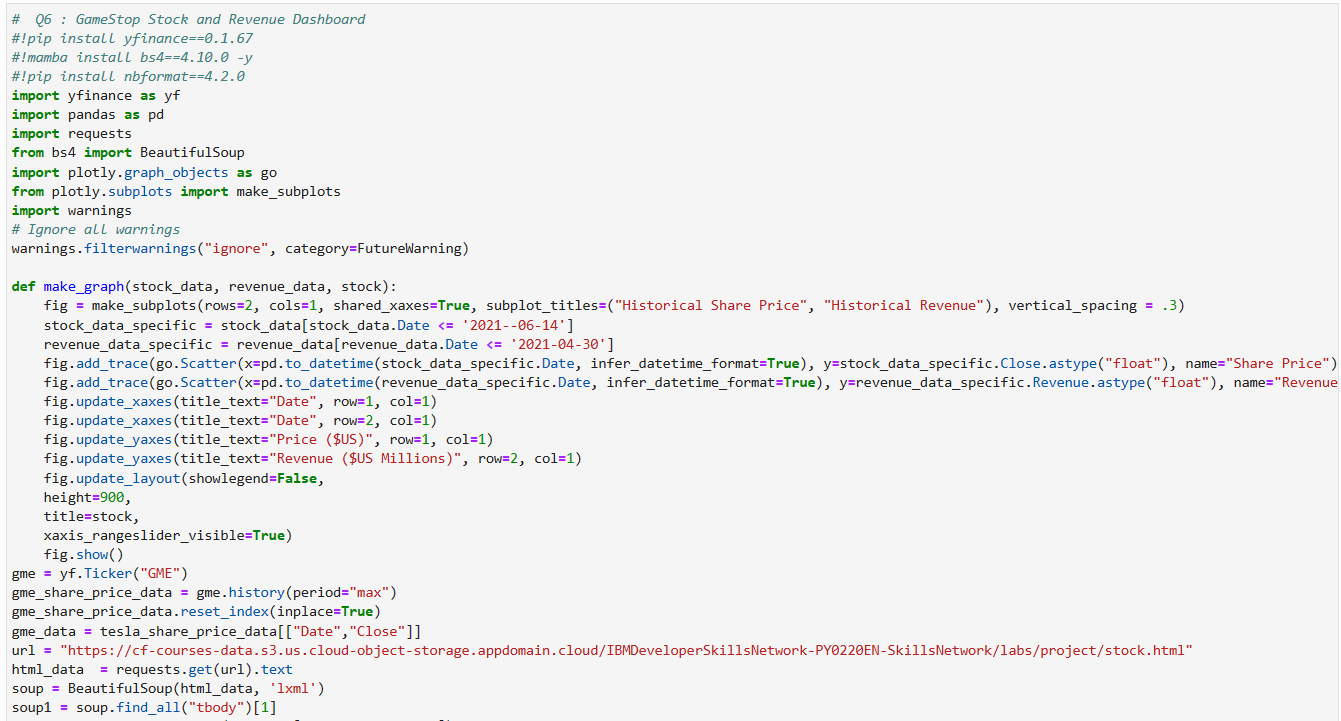 #  Q6 : GameStop Stock and Revenue Dashboard
#!pip install yfinance==0.1.67
#!mamba install bs4==4.10.0 -y
#!pip install nbformat==4.2.0
import yfinance as yf
import pandas as pd
import requests
from bs4 import BeautifulSoup
import plotly.graph_objects as go
from plotly.subplots import make_subplots
import warnings
# Ignore all warnings
warnings.filterwarnings("ignore", category=FutureWarning)
def make_graph(stock_data, revenue_data, stock):
    fig = make_subplots(rows=2, cols=1, shared_xaxes=True, subplot_titles=("Historical Share Price", "Historical Revenue"), vertical_spacing = .3)
    stock_data_specific = stock_data[stock_data.Date <= '2021--06-14']
    revenue_data_specific = revenue_data[revenue_data.Date <= '2021-04-30']
    fig.add_trace(go.Scatter(x=pd.to_datetime(stock_data_specific.Date, infer_datetime_format=True), y=stock_data_specific.Close.astype("float"), name="Share Price")
    fig.add_trace(go.Scatter(x=pd.to_datetime(revenue_data_specific.Date, infer_datetime_format=True), y=revenue_data_specific.Revenue.astype("float"), name="Revenue
    fig.update_xaxes(title_text="Date", row=1, col=1)
    fig.update_xaxes(title_text="Date", row=2, col=1)
    fig.update_yaxes(title_text="Price ($US)", row=1, col=1)
    fig.update_yaxes(title_text="Revenue ($US Millions)", row=2, col=1)
    fig.update_layout(showlegend=False,
    height=900,
    title=stock,
    xaxis_rangeslider_visible=True)
    fig.show()
gme = yf.Ticker("GME")
gme_share_price_data = gme.history(period="max")
gme_share_price_data.reset_index(inplace=True)
gme_data = tesla_share_price_data[["Date","Close"]]
url = "https://cf-courses-data.s3.us.cloud-object-storage.appdomain.cloud/IBMDeveloperSkillsNetwork-PY0220EN-SkillsNetwork/labs/project/stock.html"
html_data  = requests.get(url).text
soup = BeautifulSoup(html_data, 'lxml')
soup1 = soup.find_all("tbody")[1]